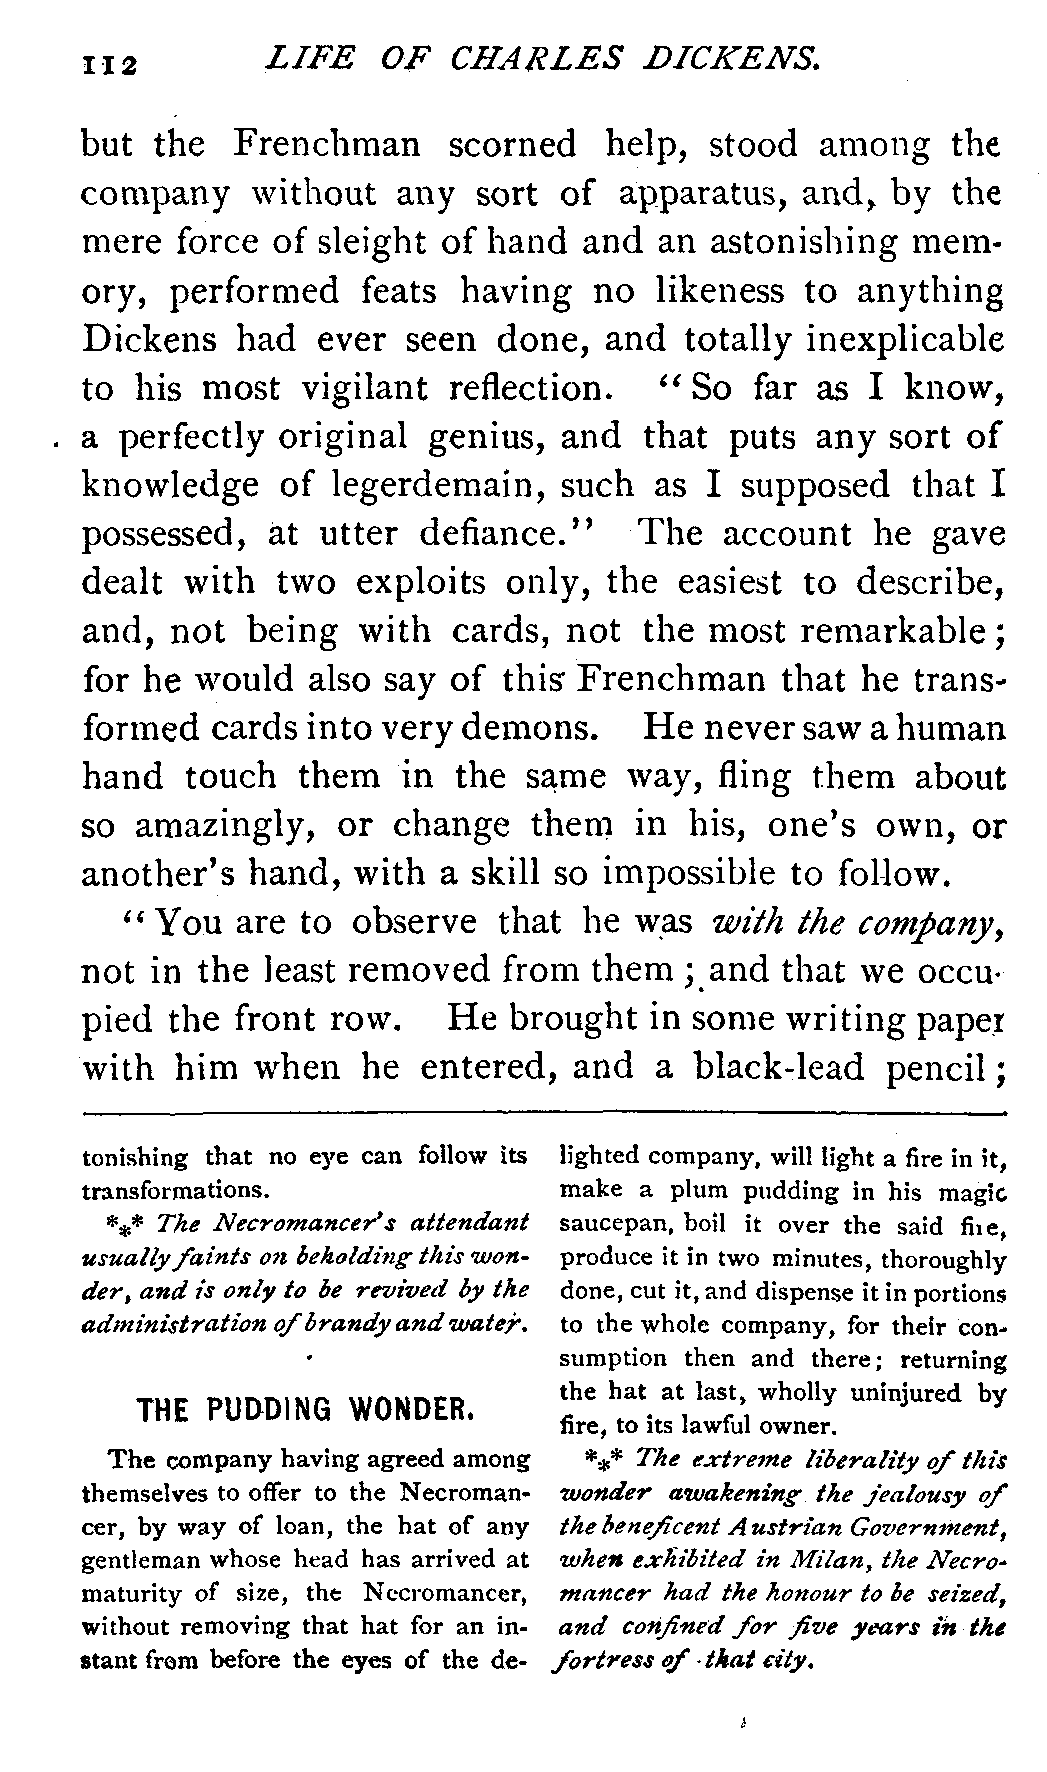 112 LIFE OF CHARLES DICKENS.
but the Frenchman scorned help, stood among the
company without any sort of apparatus, and, by the
mere force of sleight of hand and an astonishing mem-
ory, performed feats having no likeness to anything
Dickens had ever seen done, and totally inexplicable
to his most vigilant reflection. "So far as I know,
a perfectly original genius, and that puts any sort of
knowledge of legerdemain, such as I supposed that I
possessed, at utter defiance." The account he gave
dealt with two exploits only, the easiest to describe,
and, not being with cards, not the most remarkable;
for he would also say of this Frenchman that he trans-
formed cards into very demons. He never saw a human
hand touch them in the same way, fling them about
so amazingly, or change them in his, one's own, or
another's hand, with a skill so impossible to follow.
"You are to observe that he was with the company,
not in the least removed from them; and that we occu-
pied the front row. He brought in some writing paper
with him when he entered, and a black-lead pencil;
tonishing that no eye can follow its
transformations.
*⁎* The Necromancer's attendant
usually faints on beholding this won-
der, and is only to be revived by the
administration of brandy and water.
THE PUDDING WONDER.
The company having agreed among
themselves to offer to the Necroman-
cer, by way of loan, the hat of any
gentleman whose head has arrived at
maturity of size, the Necromancer,
without removing that hat for an in-
stant from before the eyes of the de-
lighted company, will light a fire in it,
make a plum pudding in his magic
saucepan, boil it over the said fire,
produce it in two minutes, thoroughly
done, cut it, and dispense it in portions
to the whole company, for their con-
sumption then and there; returning
the hat at last, wholly uninjured by
fire, to its lawful owner.
*⁎* The extreme liberality of this
wonder awakening the jealousy of
the beneficent Austrian Government,
when exhibited in Milan, the Necro-
mancer had the honour to be seized,
and confined for five years in the
fortress of that city.